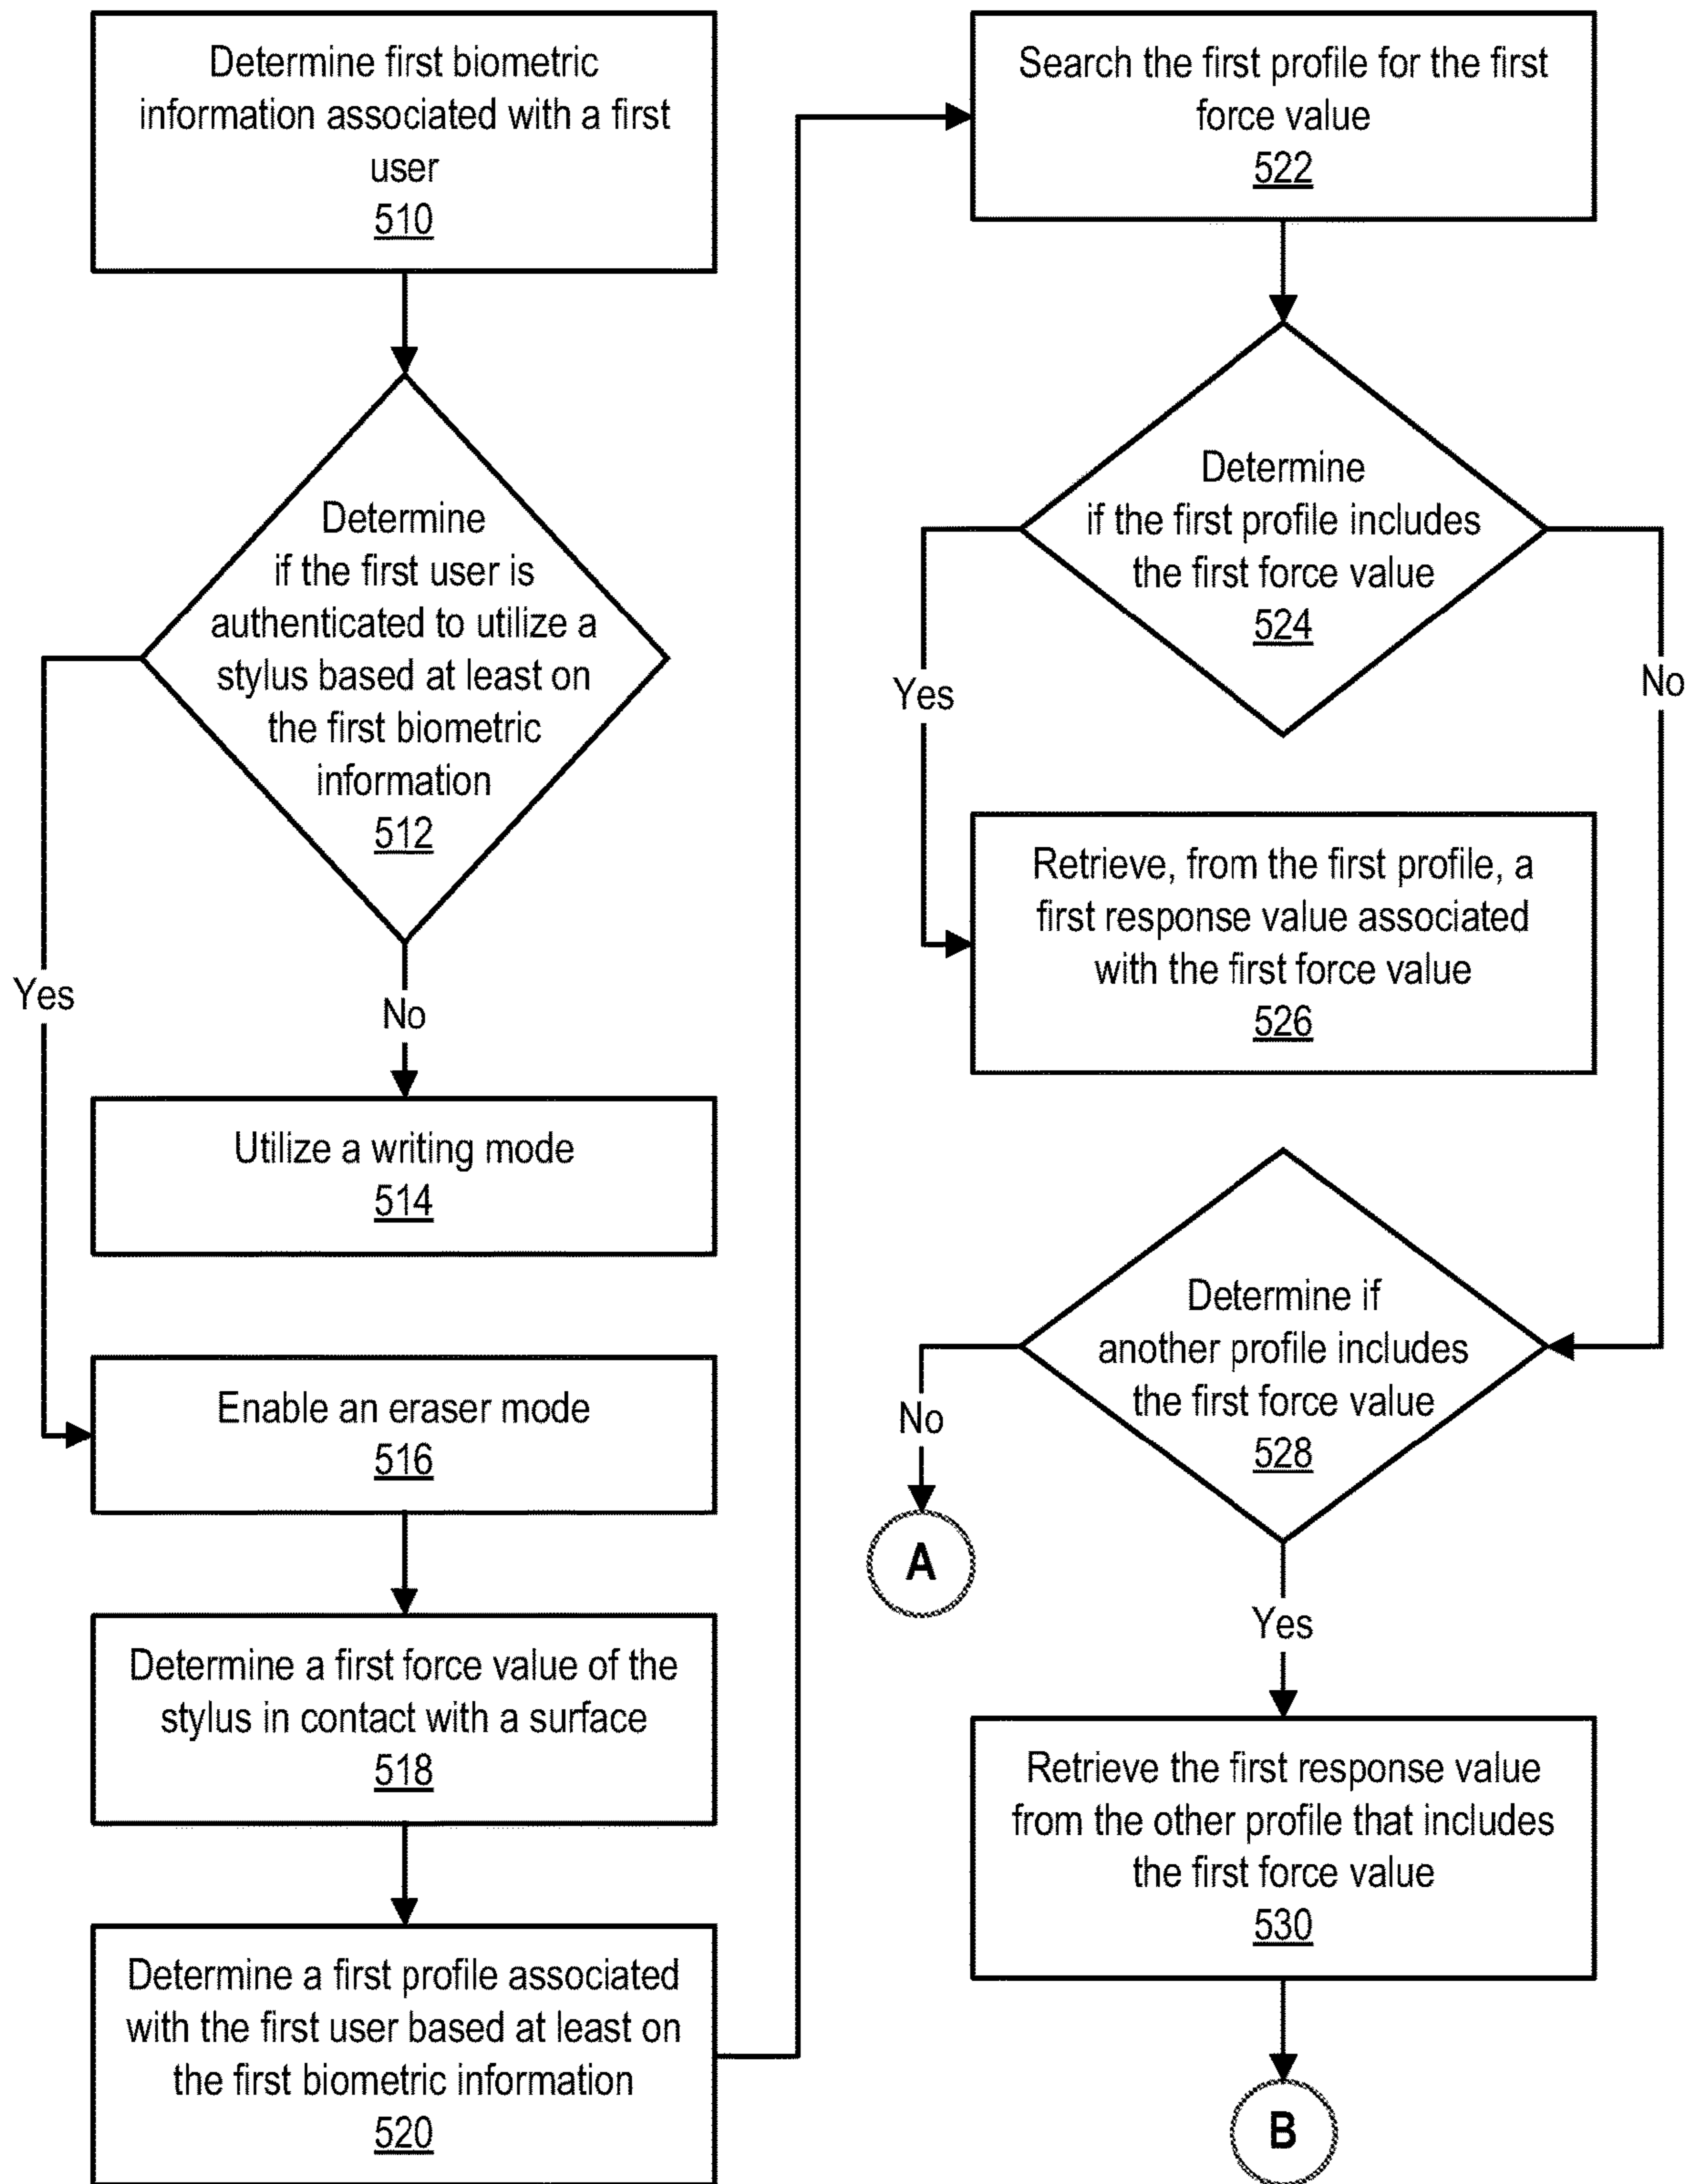 Determine first biometric
information associated with a first
user
510
Determine
if the first user is
authenticated to utilize a
stylus based at least on
the first biometric
information
512
Yes
No
Utilize a writing mode
514
Enable an eraser mode
516
Determine a first force value of the
stylus in contact with a surface
518
Determine a first profile associated
with the first user based at least on
the first biometric information
520
Search the first profile for the first
force value
522
Determine
if the first profile includes
the first force value
524
Yes
No
Retrieve, from the first profile, a
first response value associated
with the first force value
526
Determine if
another profile includes
the first force value
528
No
A
Yes
Retrieve the first response value
from the other profile that includes
the first force value
530
B